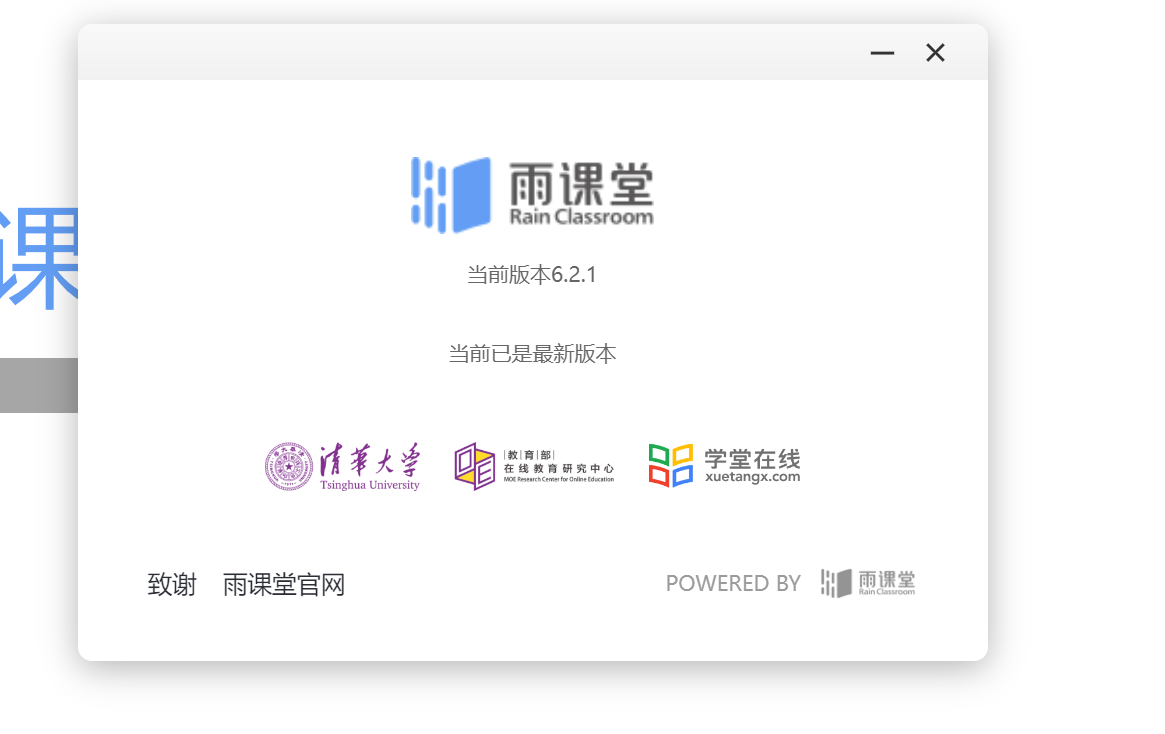 雨课堂
Rain Classroom
课
当前版本6.2.1
当前已是最新版本
清华大学
Tsinghua University
教|育|部|
在线教育研究中心
MOE Research Center for Online Education
学堂在线
xuetangx.com
致谢 雨课堂官网
POWERED BY 雨课堂
Rain Classroom